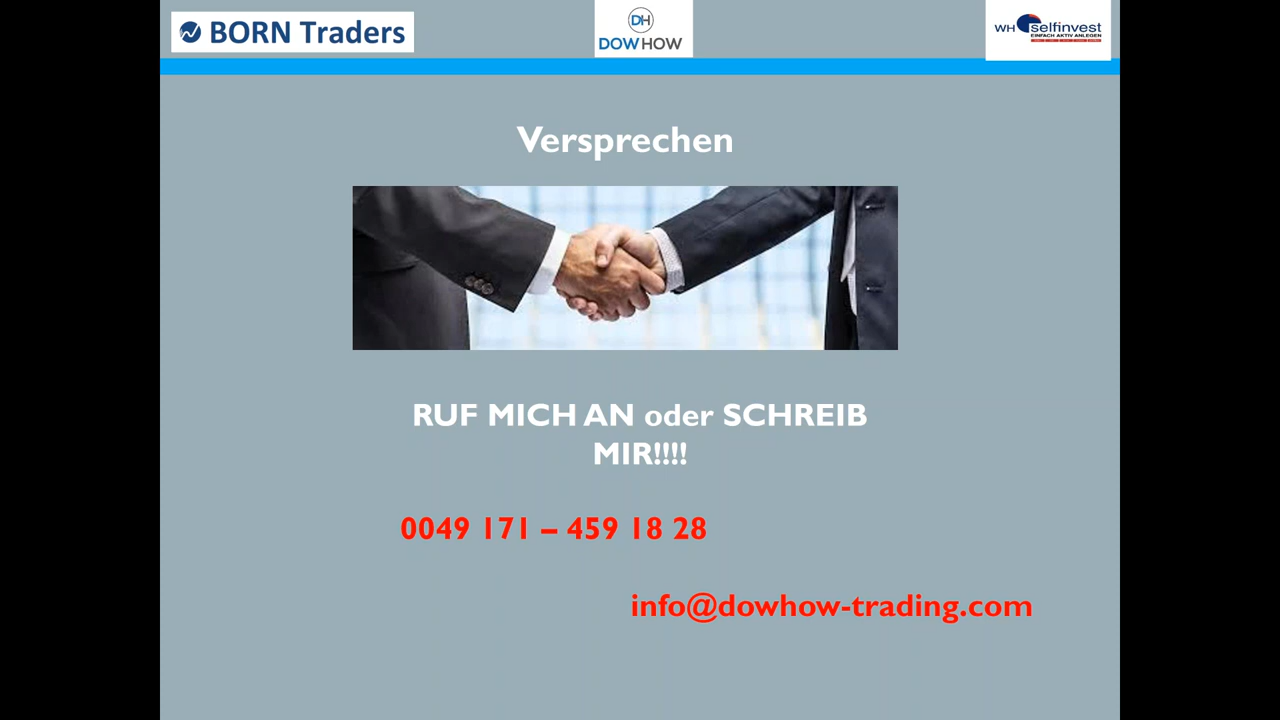 BORN Traders
DH
DOWHOW
WH selfinvest
EINFACH AKTIV ANLEGEN
Versprechen
RUF MICH AN oder SCHREIB
MIR!!!!
0049 171 – 459 18 28
info@dowhow-trading.com